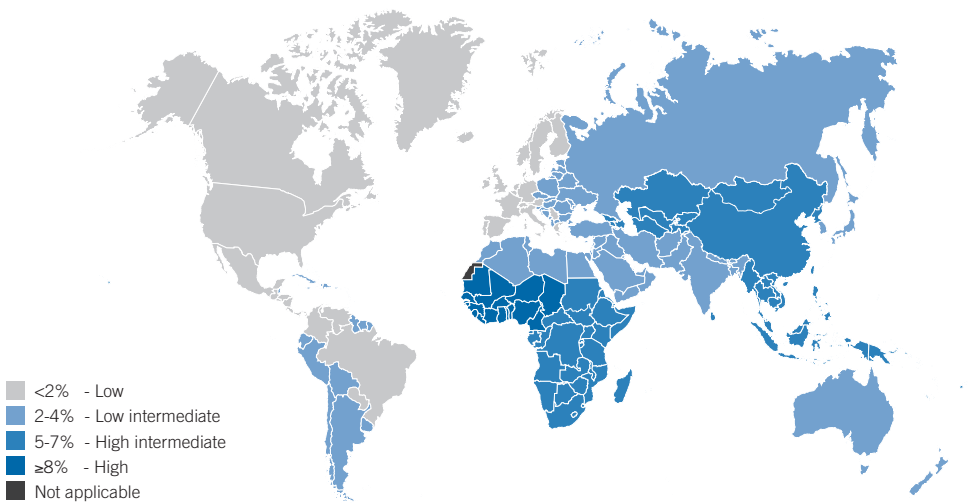 <2% - Low
2-4% - Low intermediate
5-7% - High intermediate
≥8% - High
Not applicable